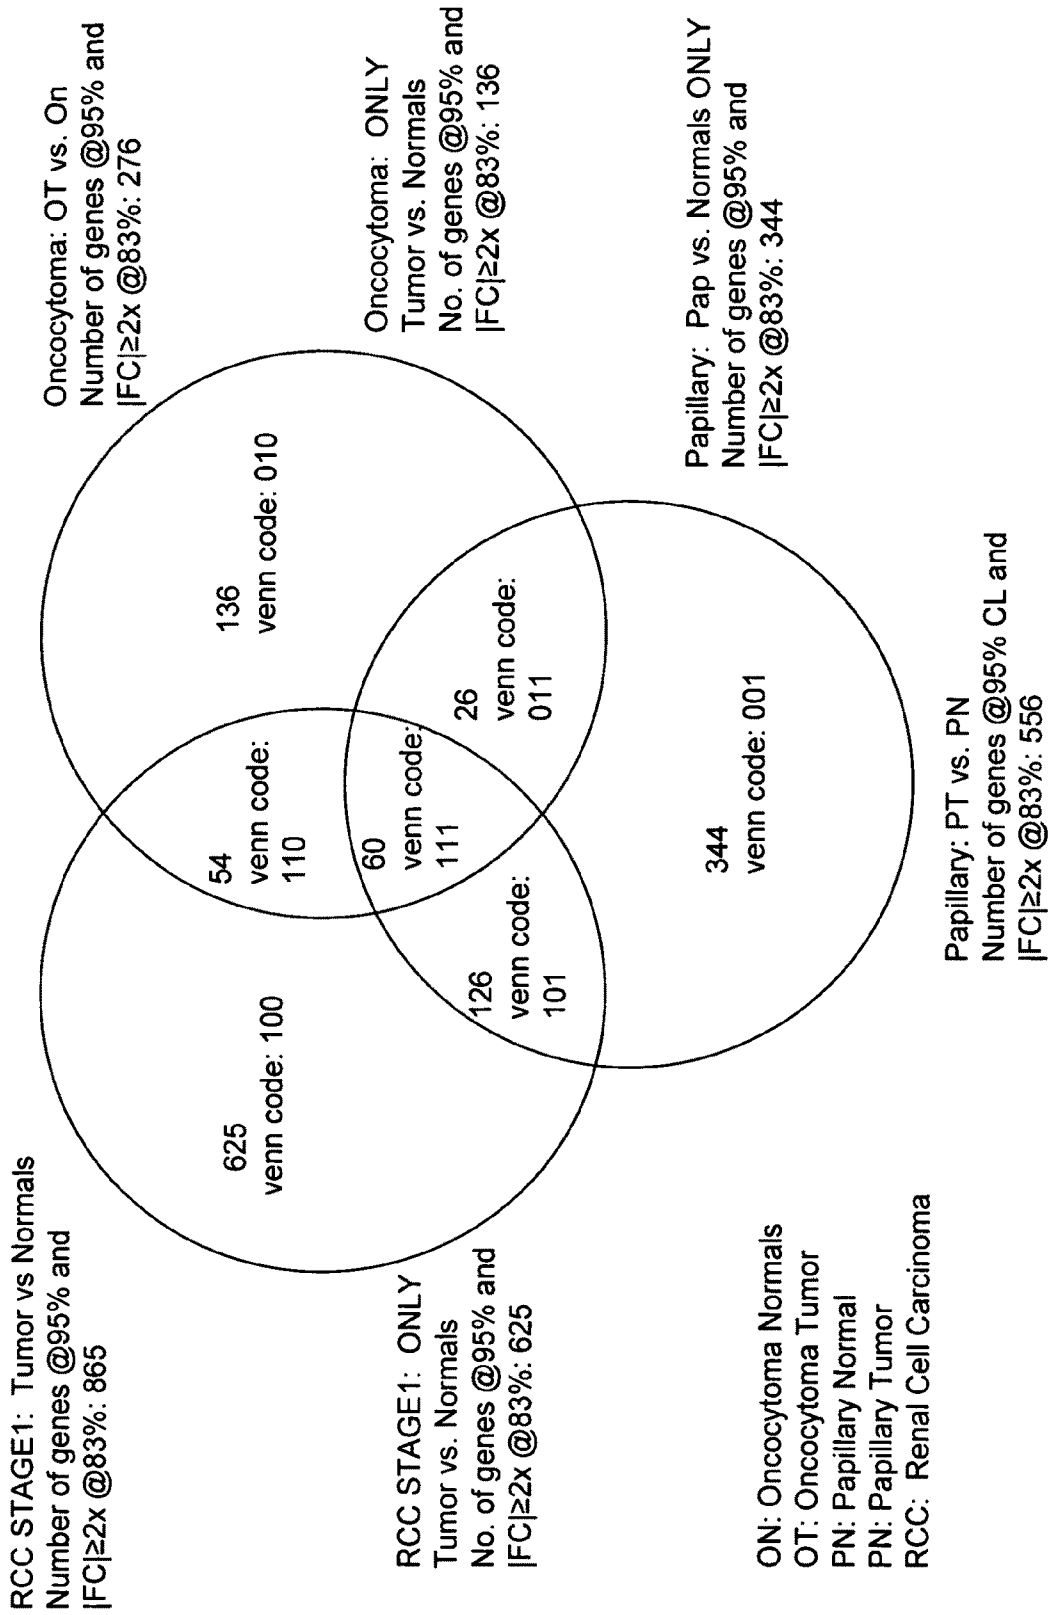 RCC STAGE1: Tumor vs Normals
Number of genes @95% and
|FC|≥2x @83%: 865
Oncocytoma: OT vs. On
Number of genes @95% and
|FC|≥2x @83%: 276
625
venn code: 100
54
venn code:
110
136
venn code: 010
RCC STAGE1: ONLY
Tumor vs. Normals
No. of genes @95% and
|FC|≥2x @83%: 625
60
venn code:
111
Oncocytoma: ONLY
Tumor vs. Normals
No. of genes @95% and
|FC|≥2x @83%: 136
126
venn code:
101
26
venn code:
011
344
venn code: 001
Papillary: Pap vs. Normals ONLY
Number of genes @95% and
|FC|≥2x @83%: 344
ON: Oncocytoma Normals
OT: Oncocytoma Tumor
PN: Papillary Normal
PN: Papillary Tumor
RCC: Renal Cell Carcinoma
Papillary: PT vs. PN
Number of genes @95% CL and
|FC|≥2x @83%: 556